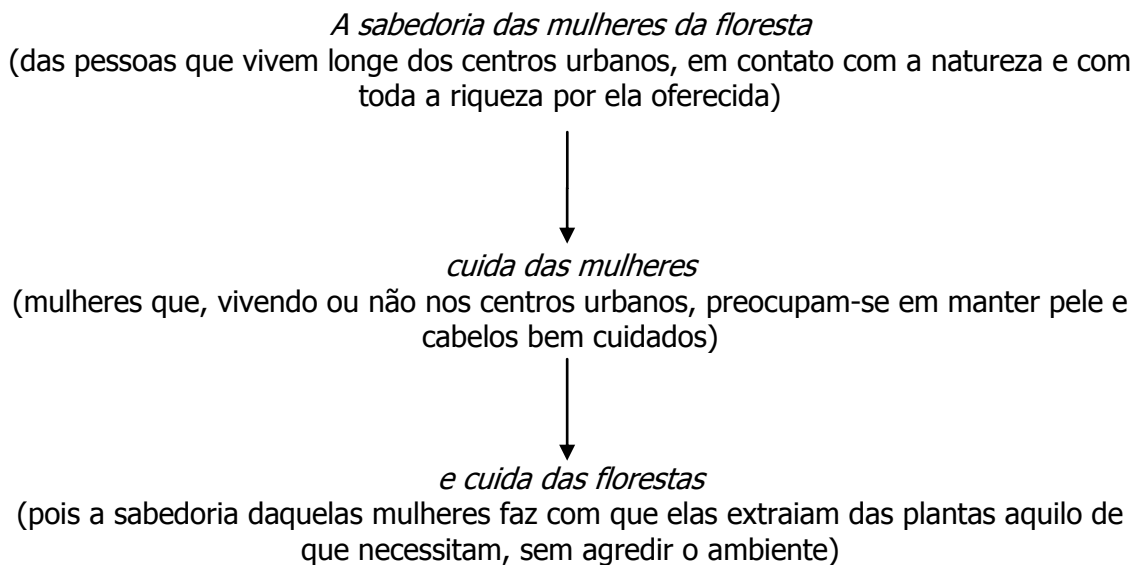 A sabedoria das mulheres da floresta
(das pessoas que vivem longe dos centros urbanos, em contato com a natureza e com
toda a riqueza por ela oferecida)
cuida das mulheres
(mulheres que, vivendo ou não nos centros urbanos, preocupam-se em manter pele e
cabelos bem cuidados)
e cuida das florestas
(pois a sabedoria daquelas mulheres faz com que elas extraiam das plantas aquilo de
que necessitam, sem agredir o ambiente)